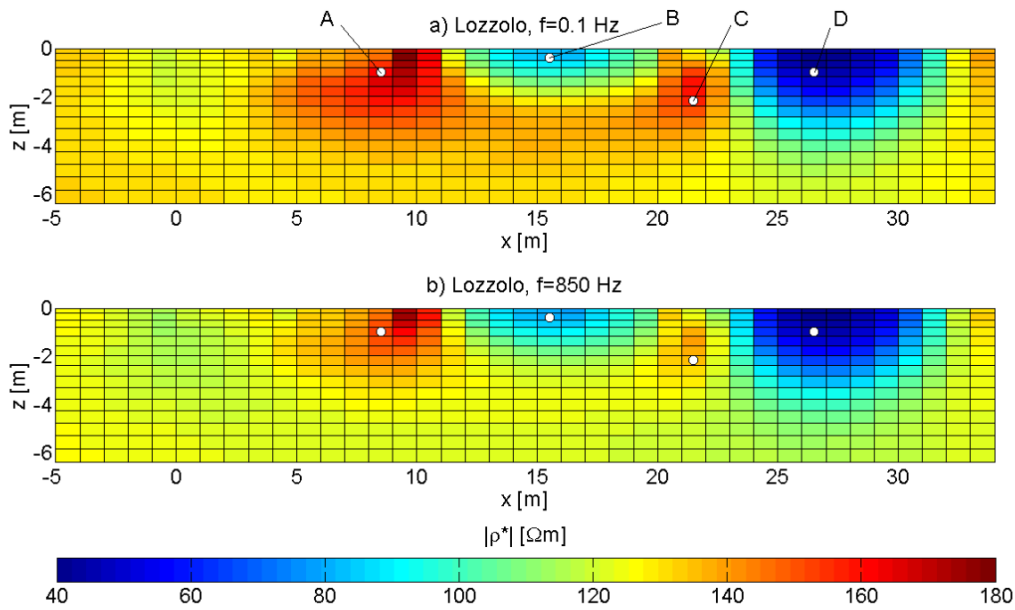 A B C D
a) Lozzolo, f=0.1 Hz
0
-2
-4
-6
z [m]
-5 0 5 10 15 20 25 30
x [m]
b) Lozzolo, f=850 Hz
0
-2
-4
-6
z [m]
-5 0 5 10 15 20 25 30
x [m]
|ρ*| [Ωm]
40 60 80 100 120 140 160 180